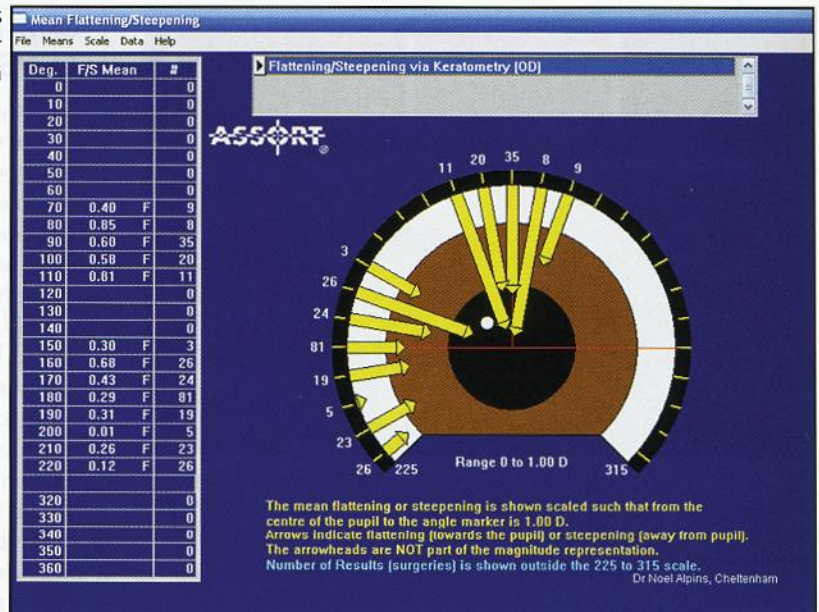 Mean Flattening/Steepening
File Means Scale Data Help
Deg. F/S Mean #
0 0
10 0
20 0
30 0
40 0
50 0
60 0
70 0.40 F 9
80 0.85 F 8
90 0.60 F 35
100 0.58 F 20
110 0.81 F 11
120 0
130 0
140 0
150 0.30 F 3
160 0.68 F 26
170 0.43 F 24
180 0.29 F 81
190 0.31 F 19
200 0.01 F 5
210 0.26 F 23
220 0.12 F 26
320 0
330 0
340 0
350 0
360 0
Flattening/Steepening via Keratometry (OD)
ASSORT®
11 20 35 8 9
3
26
24
81
19
5
23
26 225
Range 0 to 1.00 D
315
The mean flattening or steepening is shown scaled such that from the
centre of the pupil to the angle marker is 1.00 D.
Arrows indicate flattening (towards the pupil) or steepening (away from pupil).
The arrowheads are NOT part of the magnitude representation.
Number of Results (surgeries) is shown outside the 225 to 315 scale.
Dr Noel Alpins, Cheltenham